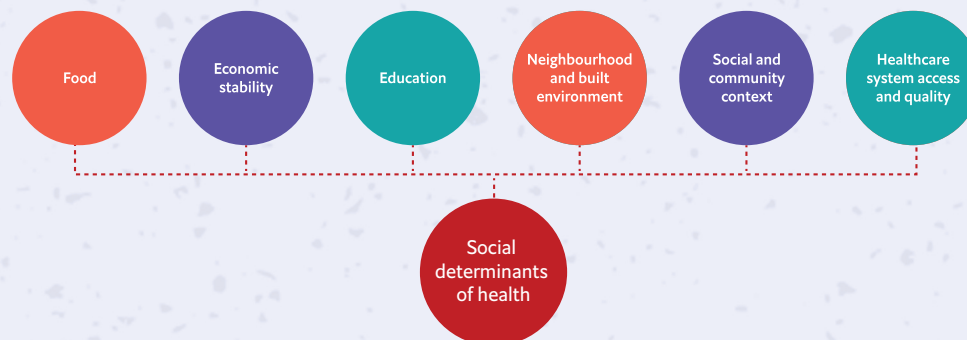 Food
Economic
stability
Education
Neighbourhood
and built
environment
Social and
community
context
Healthcare
system access
and quality
Social
determinants
of health